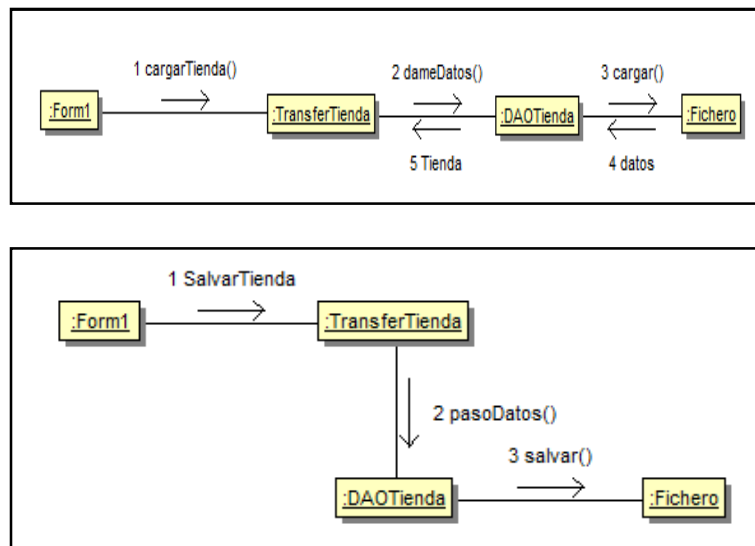 1 cargarTienda()
2 dameDatos()
3 cargar()
:Form1
:TransferTienda
:DAOTienda
:Fichero
5 Tienda
4 datos
1 SalvarTienda
:Form1
:TransferTienda
2 pasoDatos()
3 salvar()
:DAOTienda
:Fichero